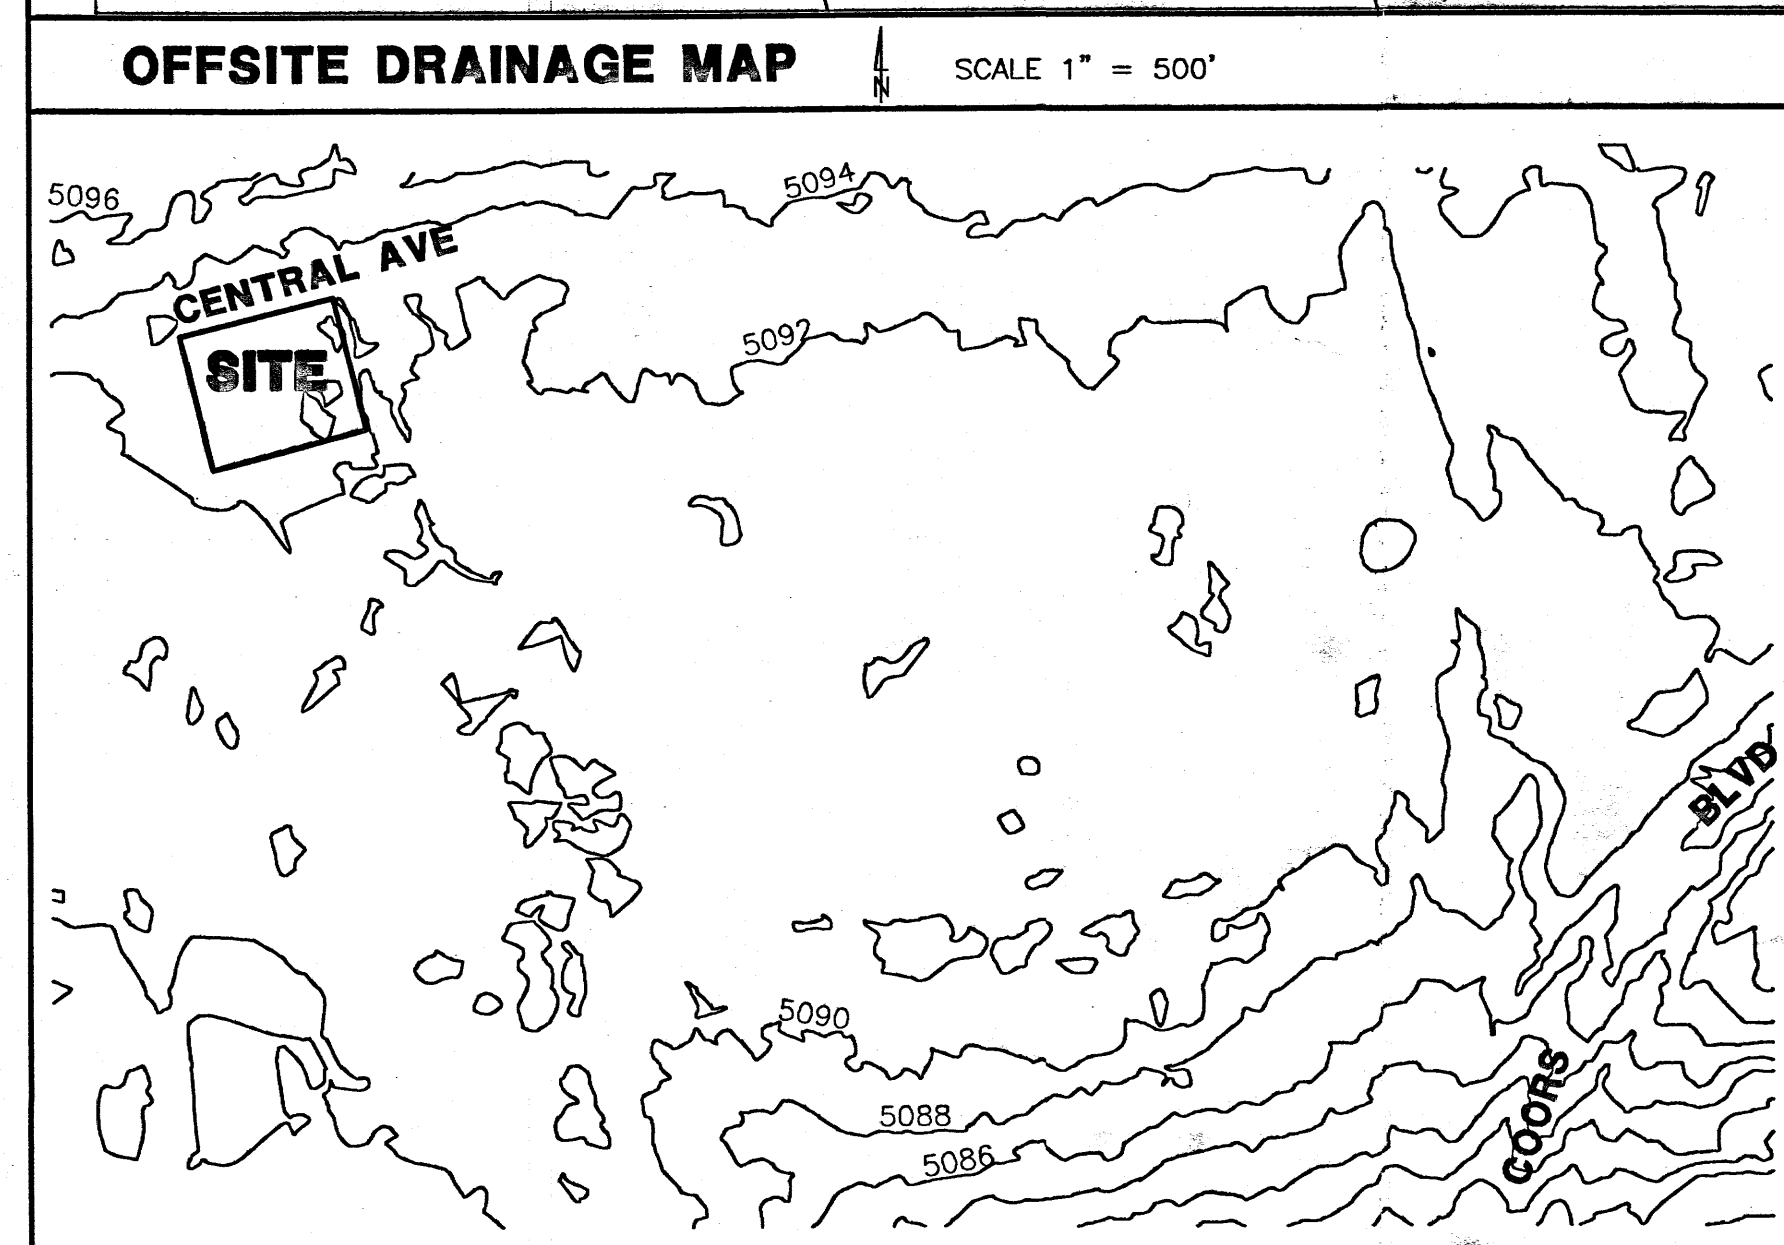 OFFSITE DRAINAGE MAP
N
SCALE 1" = 500'
5096
5094
CENTRAL AVE
5092
SITE
BLVD
5090
COORS
5088
5086